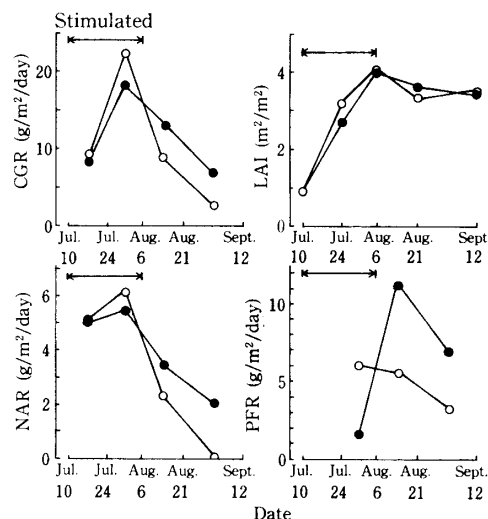 Stimulated
CGR (g/m²/day)
20
10
0
Jul. Jul. Aug. Aug. Sept.
10 24 6 21 12
LAI (m²/m²)
4
2
0
Jul. Jul. Aug. Aug. Sept.
10 24 6 21 12
NAR (g/m²/day)
6
4
2
0
Jul. Jul. Aug. Aug. Sept.
10 24 6 21 12
PFR (g/m²/day)
10
5
0
Jul. Jul. Aug. Aug. Sept.
10 24 6 21 12
Date